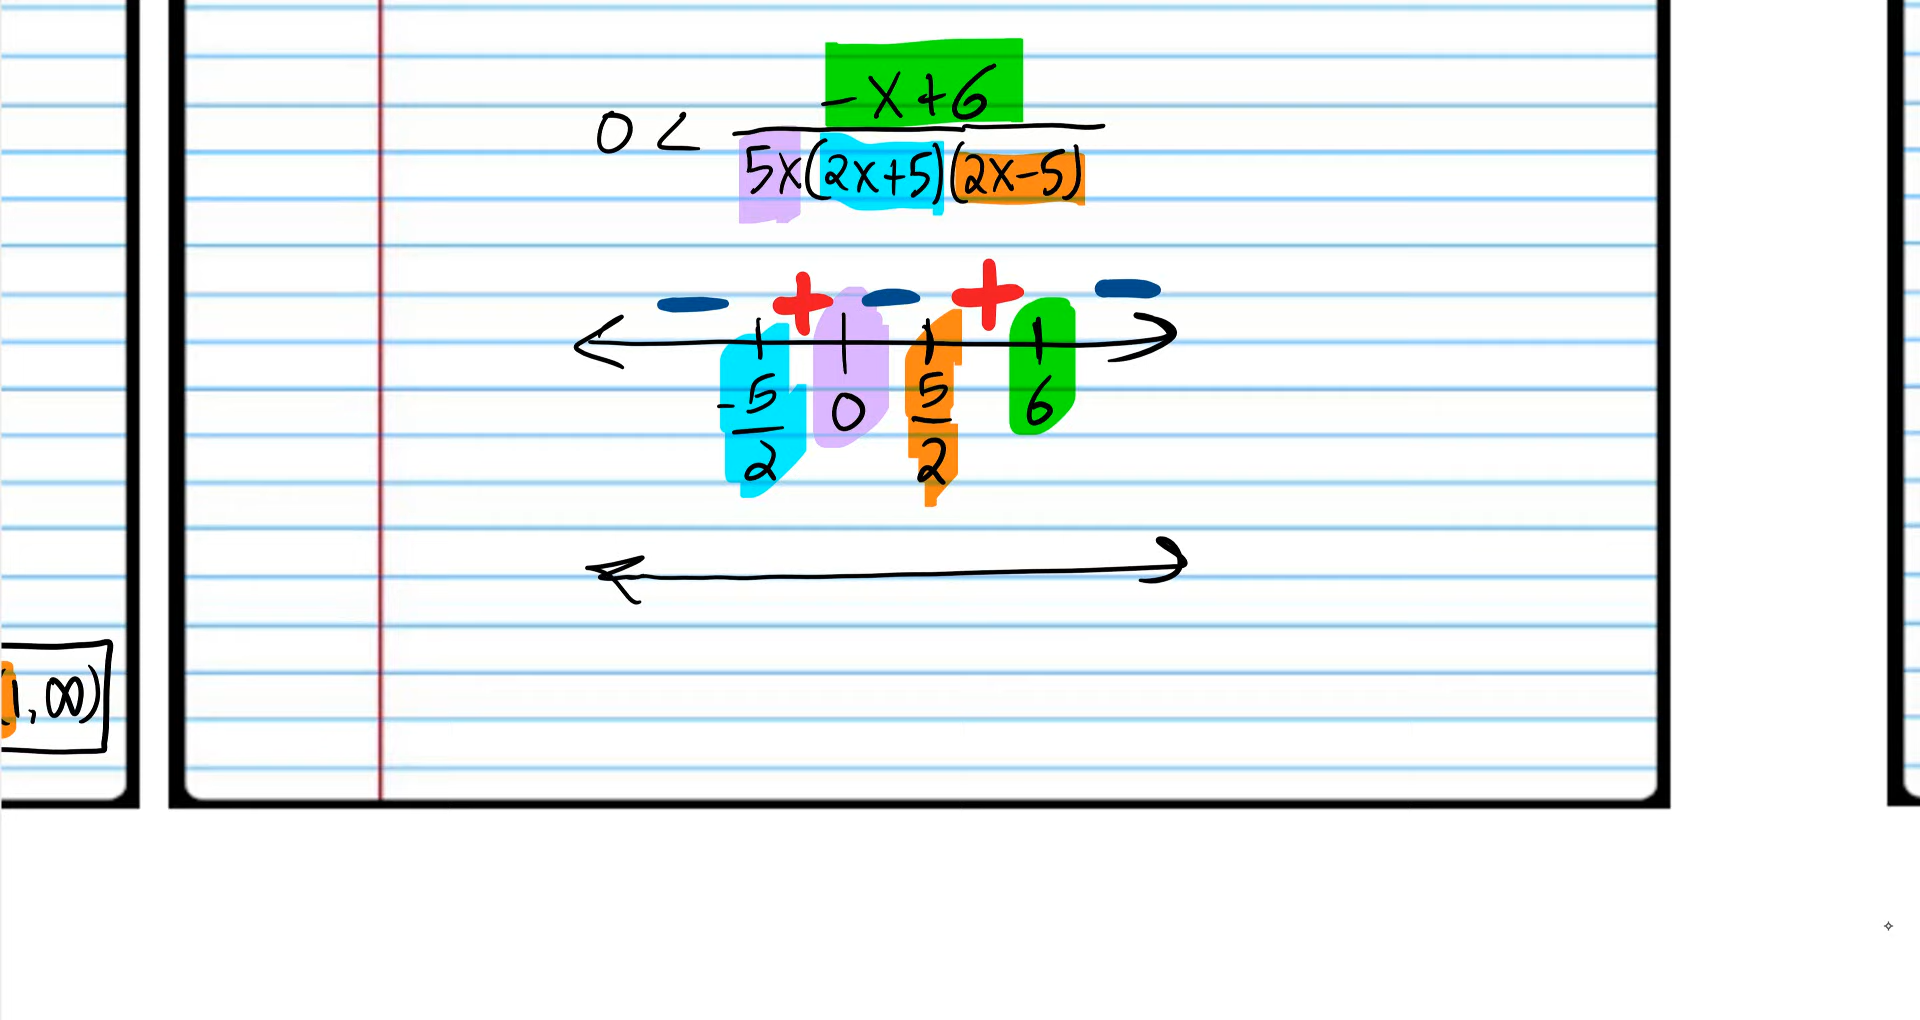 -x+6
0 <
5x(2x+5)(2x-5)
- + - + -
-5/2 0 5/2 6
1, ∞)